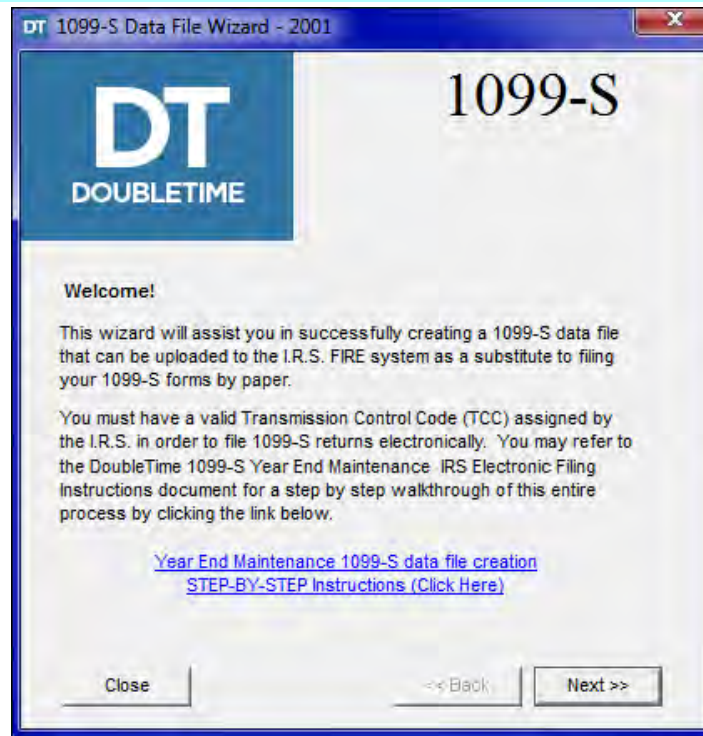 DT 1099-S Data File Wizard - 2001
DT
DOUBLETIME
1099-S
Welcome!
This wizard will assist you in successfully creating a 1099-S data file
that can be uploaded to the I.R.S. FIRE system as a substitute to filing
your 1099-S forms by paper.
You must have a valid Transmission Control Code (TCC) assigned by
the I.R.S. in order to file 1099-S returns electronically.  You may refer to
the DoubleTime 1099-S Year End Maintenance  IRS Electronic Filing
Instructions document for a step by step walkthrough of this entire
process by clicking the link below.
Year End Maintenance 1099-S data file creation
STEP-BY-STEP Instructions (Click Here)
Close
<< Back
Next >>